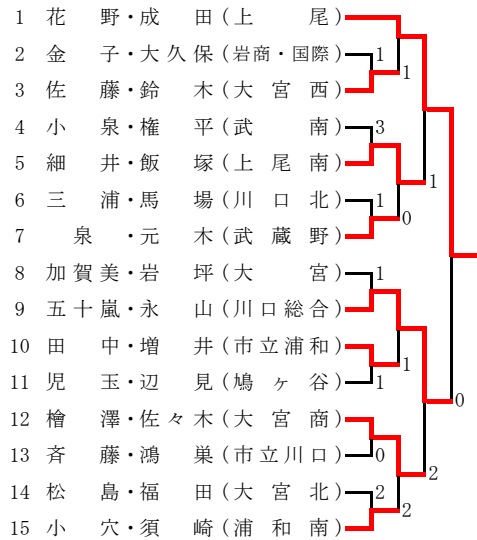 1 花野・成田(上尾)
2 金子・大久保(岩商・国際) 1
1
3 佐藤・鈴木(大宮西)
4 小泉・権平(武南) 3
5 細井・飯塚(上尾南)
1
6 三浦・馬場(川口北) 1
0
7 泉・元木(武蔵野)
8 加賀美・岩坪(大宮) 1
9 五十嵐・永山(川口総合)
10 田中・増井(市立浦和)
1
11 児玉・辺見(鳩ヶ谷) 1
0
12 檜澤・佐々木(大宮商)
13 斉藤・鴻巣(市立川口) 0
2
14 松島・福田(大宮北) 2
2
15 小穴・須崎(浦和南)